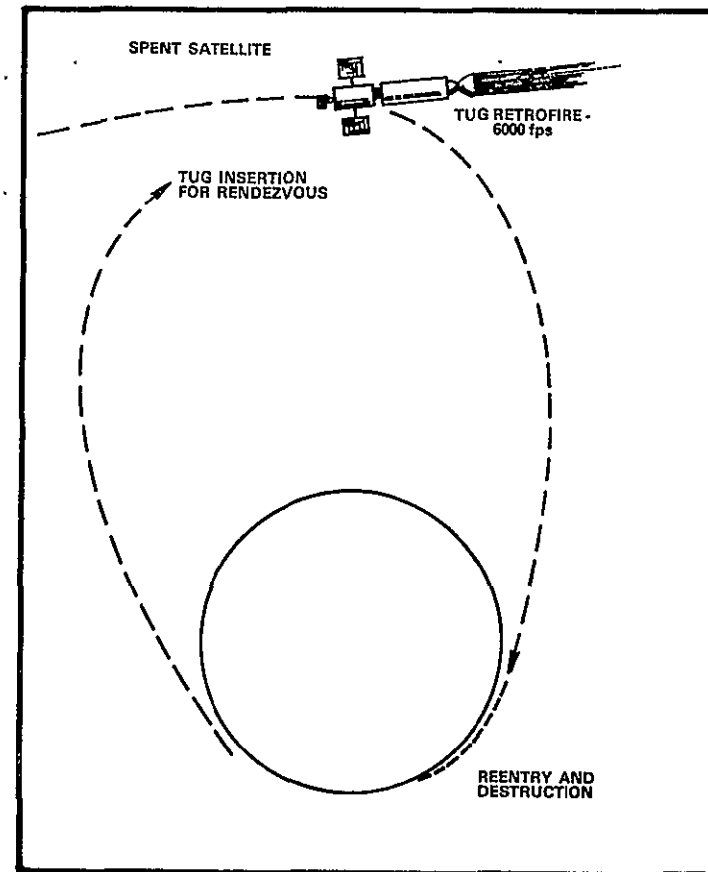 SPENT SATELLITE
TUG RETROFIRE -
6000 fps
TUG INSERTION
FOR RENDEZVOUS
REENTRY AND
DESTRUCTION